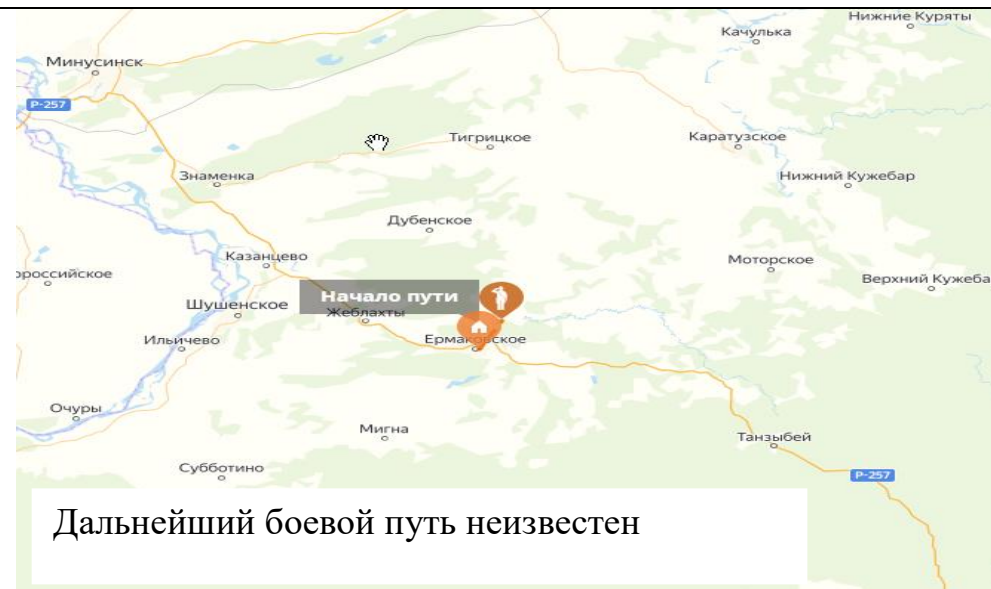 Нижние Куряты
Качулька
Минусинск
Р-257
Тигрицкое
Каратузское
Знаменка
Нижний Кужебар
Дубенское
Казанцево
Моторское
ороссийское
Верхний Кужеба
Начало пути
Шушенское
Жеблахты
Ильичево
Ермаковское
Очуры
Мигна
Танзыбей
Субботино
Р-257
Дальнейший боевой путь неизвестен